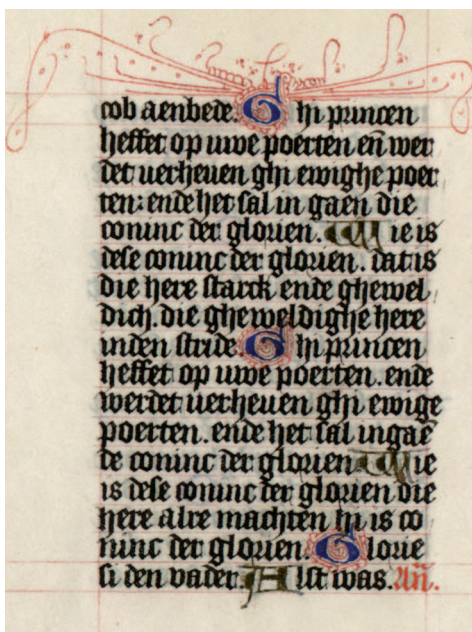 cob aenbede. Ghi princen
heffet op uwe poerten en̄ wer
det verheuen ghi ewighe poer
ten: ende het sal in gaen die
coninc der glorien. Wie is
dese coninc der glorien. dat is
die here starck ende ghewel
dich. die gheweldighe here
inden stride. Ghi princen
heffet op uwe poerten. ende
werdet verheuen ghi ewige
poerten. ende het sal ingaē
de coninc der glorien. Wie
is dese coninc der glorien die
here alre machten hi is co
ninc der glorien. Glorie
si den vader. Alst was. An̄.